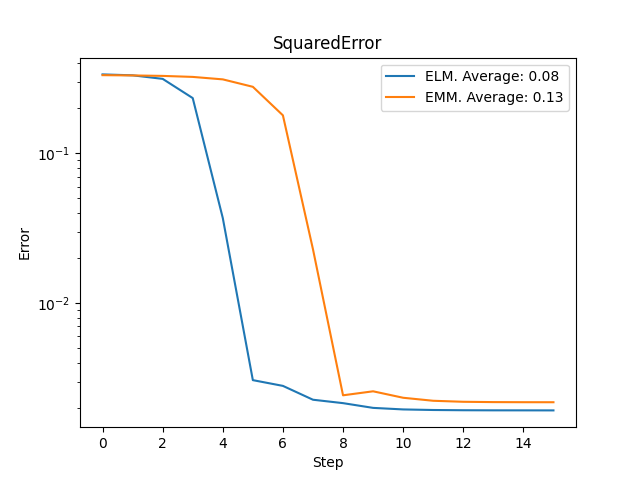 SquaredError
ELM. Average: 0.08
EMM. Average: 0.13
Error
10⁻¹
10⁻²
0 2 4 6 8 10 12 14
Step